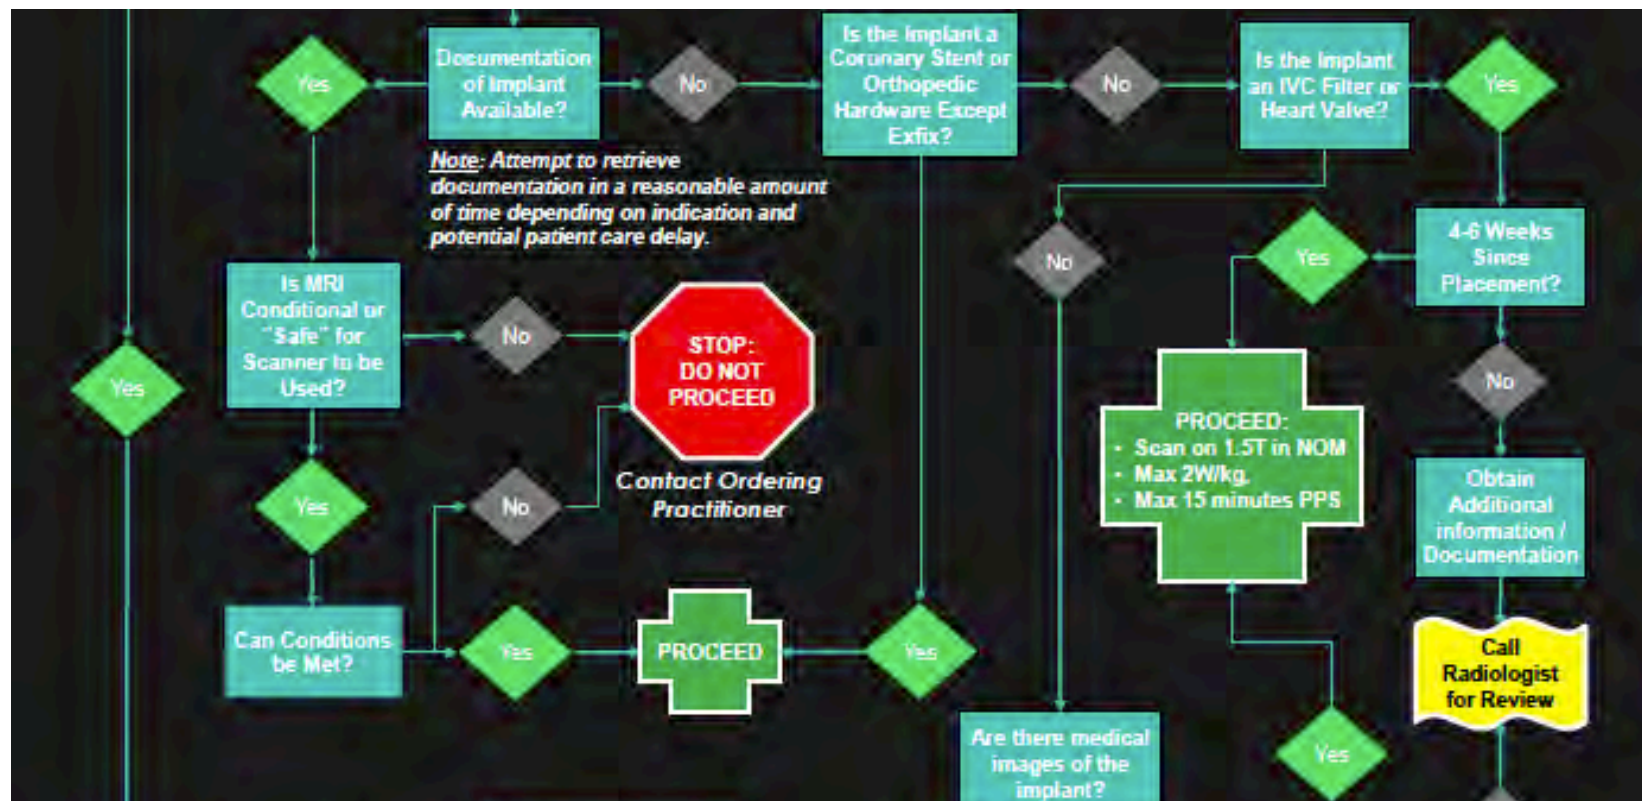 Yes
Documentation
of Implant
Available?
No
Is the Implant a
Coronary Stent or
Orthopedic
Hardware Except
Exfix?
No
Is the Implant
an IVC Filter or
Heart Valve?
Yes
Note: Attempt to retrieve
documentation in a reasonable amount
of time depending on indication and
potential patient care delay.
4-6 Weeks
Since
Placement?
Yes
No
Is MRI
Conditional or
"Safe" for
Scanner to be
Used?
No
STOP:
DO NOT
PROCEED
Contact Ordering
Practitioner
Yes
No
PROCEED:
• Scan on 1.5T in NOM
• Max 2W/kg,
• Max 15 minutes PPS
Yes
No
Obtain
Additional
information /
Documentation
Can Conditions
be Met?
Yes
PROCEED
Yes
Call
Radiologist
for Review
Are there medical
images of the
implant?
Yes